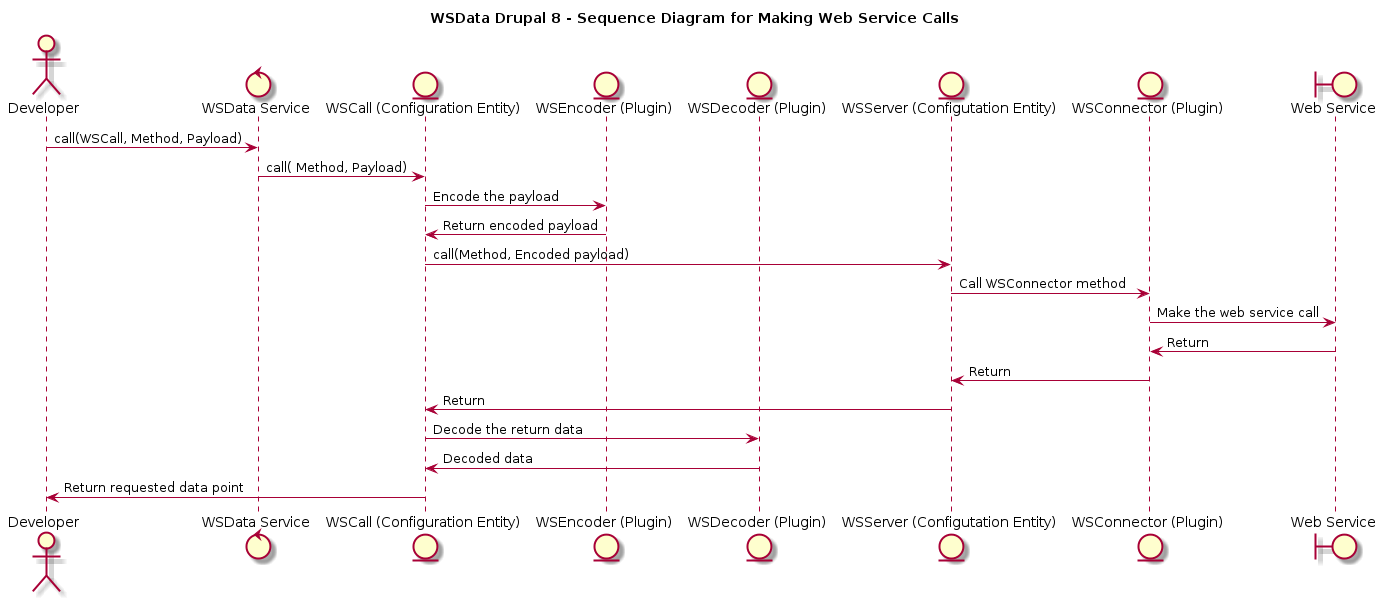 WSData Drupal 8 - Sequence Diagram for Making Web Service Calls
Developer
WSData Service
WSCall (Configuration Entity)
WSEncoder (Plugin)
WSDecoder (Plugin)
WSServer (Configutation Entity)
WSConnector (Plugin)
Web Service
call(WSCall, Method, Payload)
call( Method, Payload)
Encode the payload
Return encoded payload
call(Method, Encoded payload)
Call WSConnector method
Make the web service call
Return
Return
Return
Decode the return data
Decoded data
Return requested data point
Developer
WSData Service
WSCall (Configuration Entity)
WSEncoder (Plugin)
WSDecoder (Plugin)
WSServer (Configutation Entity)
WSConnector (Plugin)
Web Service